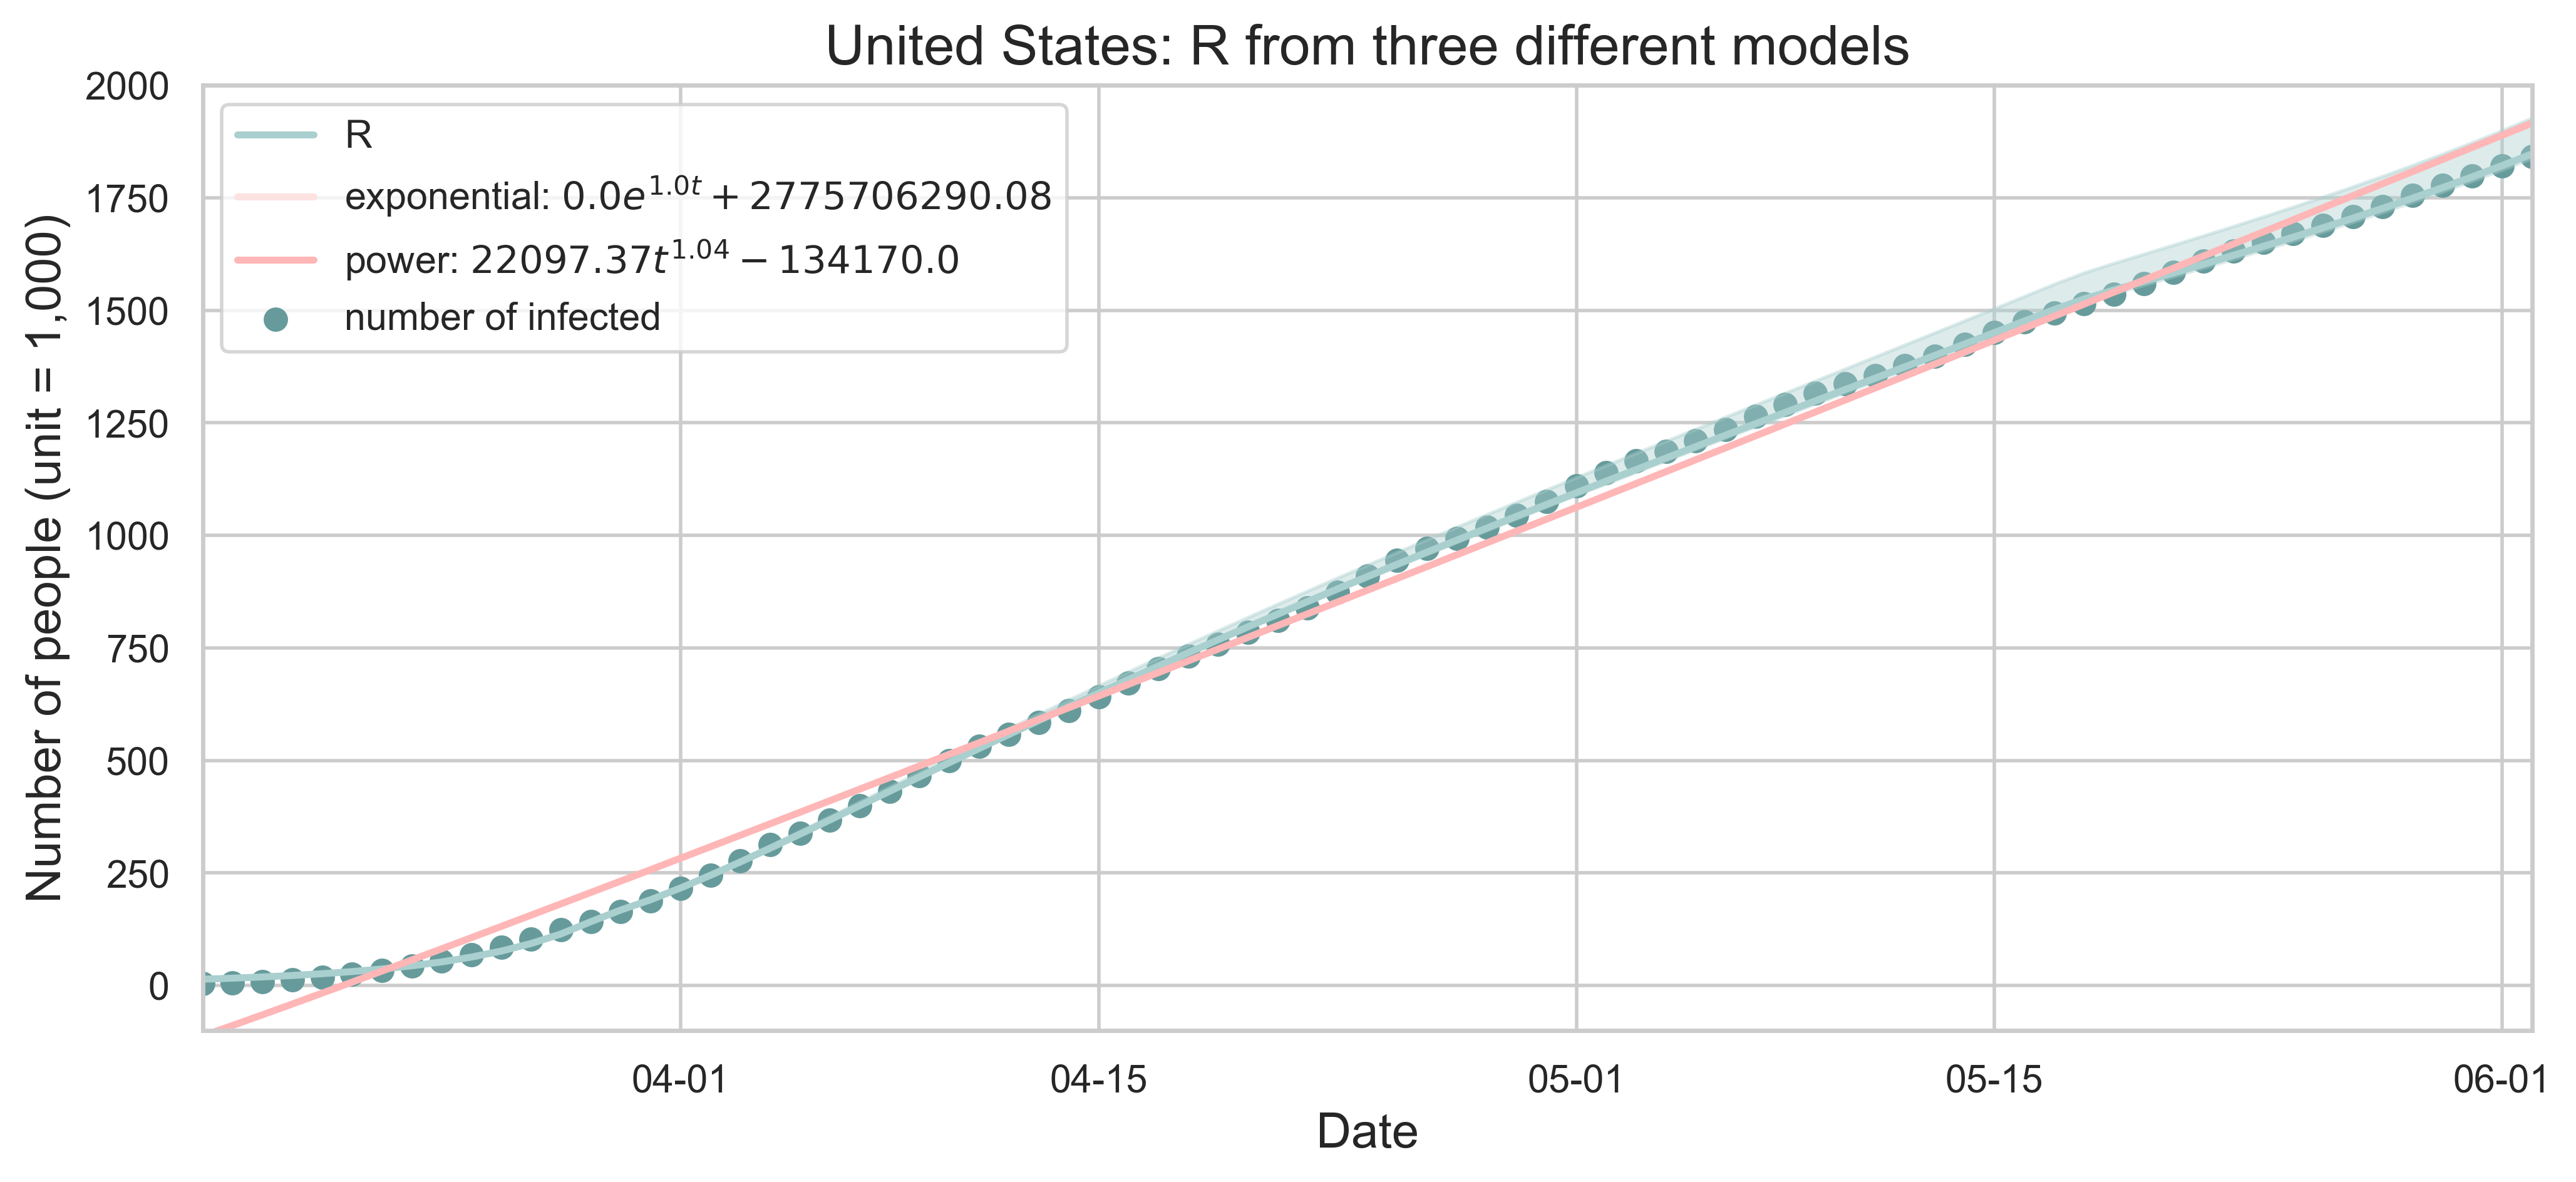 United States: R from three different models
Number of people (unit = 1,000)
2000
1750
1500
1250
1000
750
500
250
0
R
exponential: 0.0e^{1.0t} + 2775706290.08
power: 22097.37t^{1.04} − 134170.0
number of infected
04-01 04-15 05-01 05-15 06-01
Date